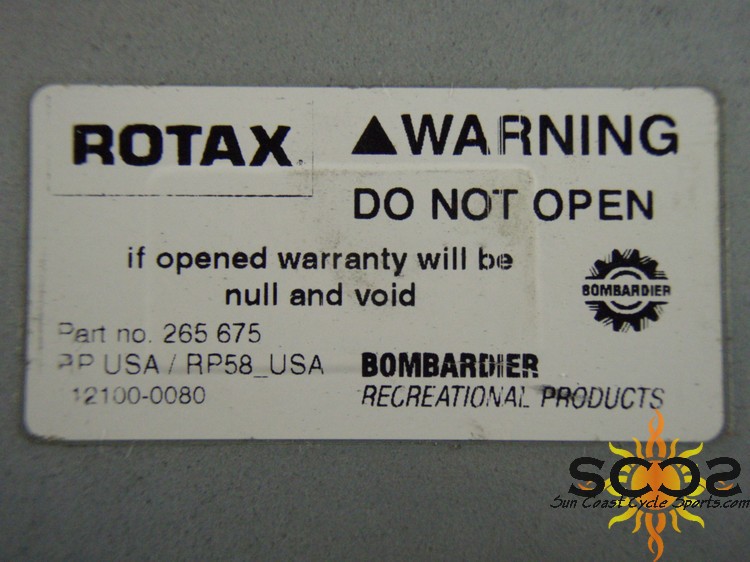 ROTAX
▲WARNING
DO NOT OPEN
if opened warranty will be
null and void
BOMBARDIER
Part no. 265 675
RP USA / RP58_USA
12100-0080
BOMBARDIER
RECREATIONAL PRODUCTS
SCCS
Sun Coast Cycle Sports.com